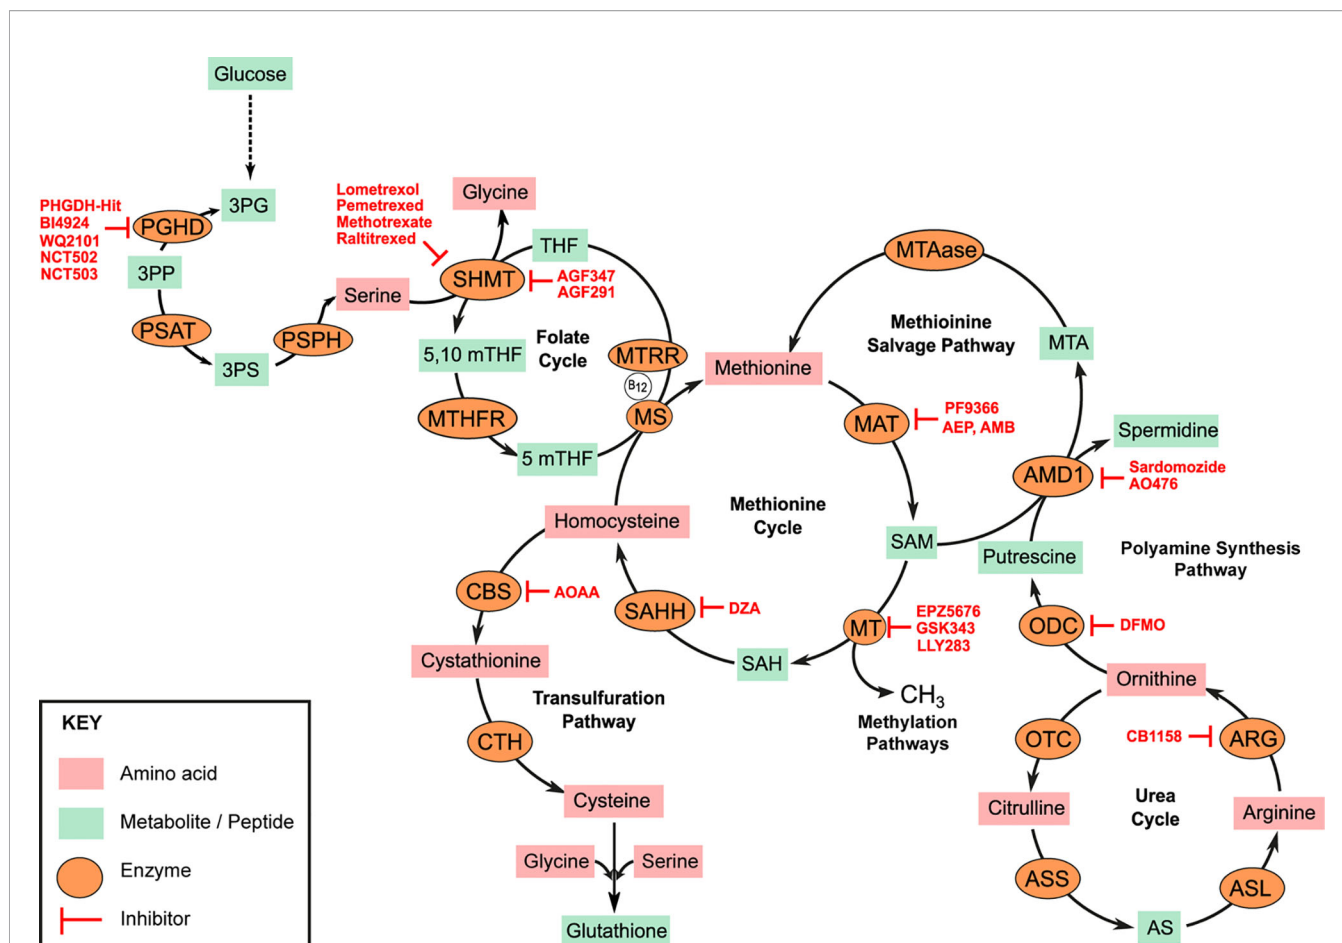 Glucose
3PG
PHGDH-Hit
BI4924
WQ2101
NCT502
NCT503
PGHD
3PP
PSAT
3PS
PSPH
Serine
Lometrexol
Pemetrexed
Methotrexate
Raltitrexed
Glycine
THF
SHMT
AGF347
AGF291
5,10 mTHF
Folate
Cycle
MTRR
B12
MS
MTHFR
5 mTHF
MTAase
Methioinine
Salvage Pathway
MTA
Methionine
MAT
PF9366
AEP, AMB
Spermidine
AMD1
Sardomozide
AO476
Methionine
Cycle
Homocysteine
SAM
Putrescine
Polyamine Synthesis
Pathway
CBS
AOAA
SAHH
DZA
MT
EPZ5676
GSK343
LLY283
ODC
DFMO
SAH
CH3
Methylation
Pathways
Cystathionine
Transulfuration
Pathway
CTH
Cysteine
Glycine
Serine
Glutathione
Ornithine
OTC
CB1158
ARG
Citrulline
Urea
Cycle
Arginine
ASS
ASL
AS
KEY
Amino acid
Metabolite / Peptide
Enzyme
Inhibitor